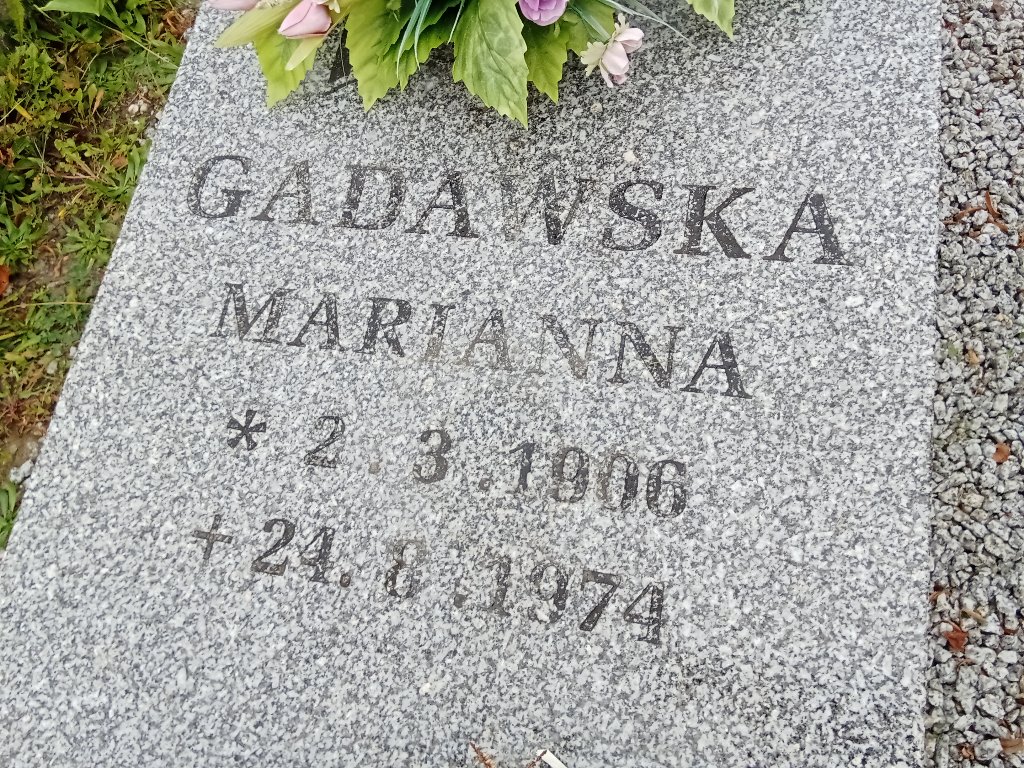 GADAWSKA
MARIANNA
* 2.3.1906
+ 24.8.1974